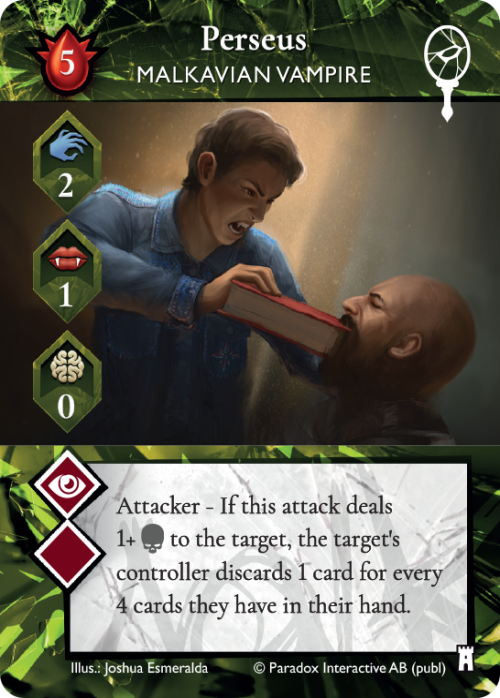 Perseus
5
MALKAVIAN VAMPIRE
2
1
0
Attacker - If this attack deals
1+ to the target, the target's
controller discards 1 card for every
4 cards they have in their hand.
Illus.: Joshua Esmeralda © Paradox Interactive AB (publ)